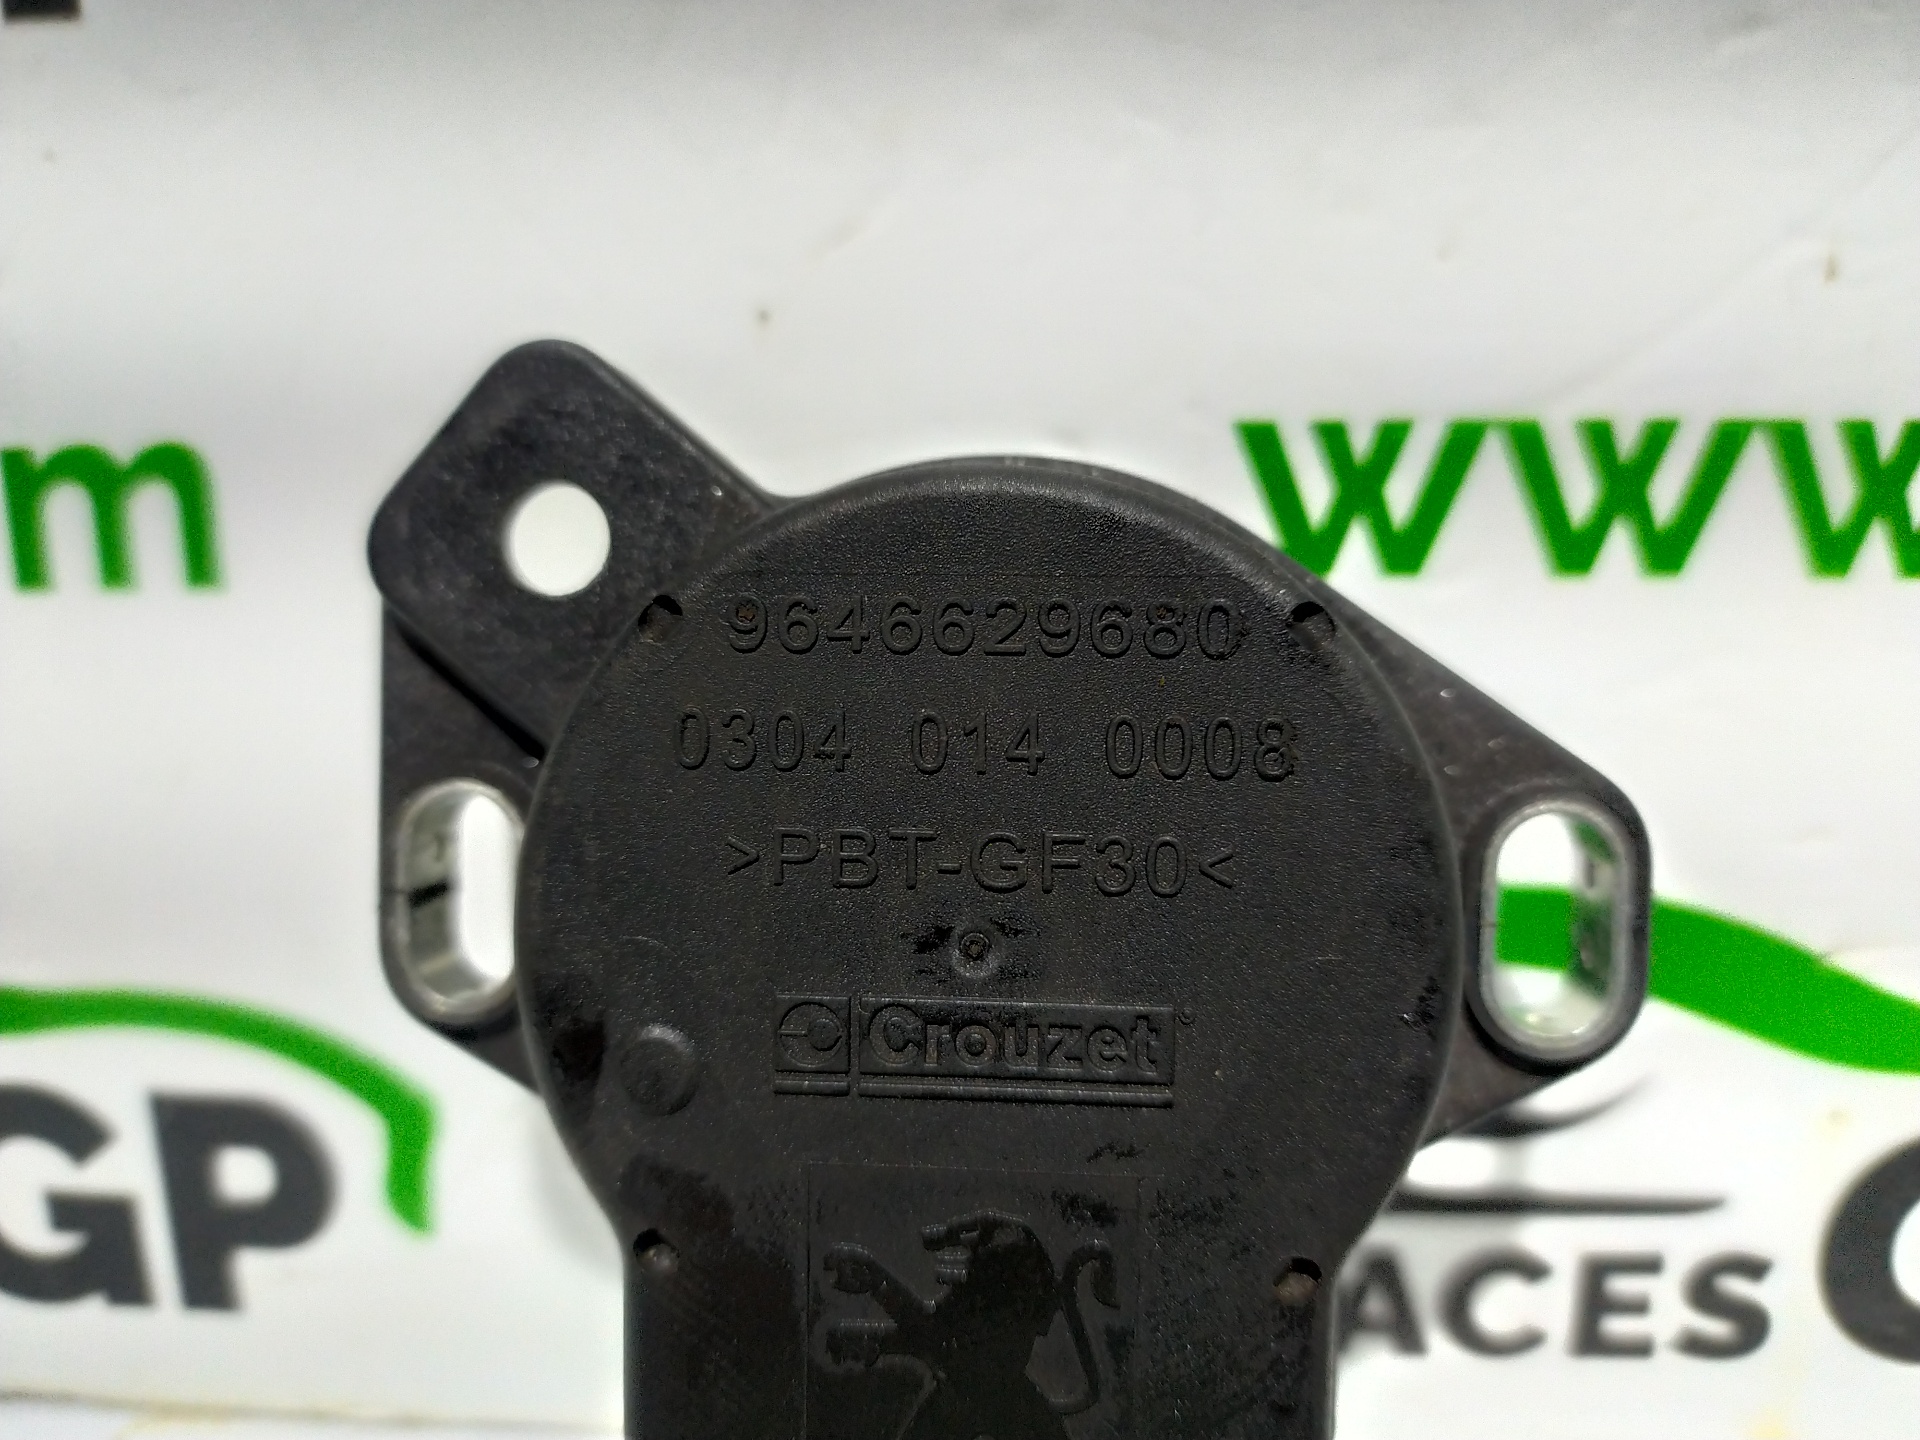 m
www
9646629680
0304 014 0008
>PBT-GF30<
Crouzet
GP
ACES